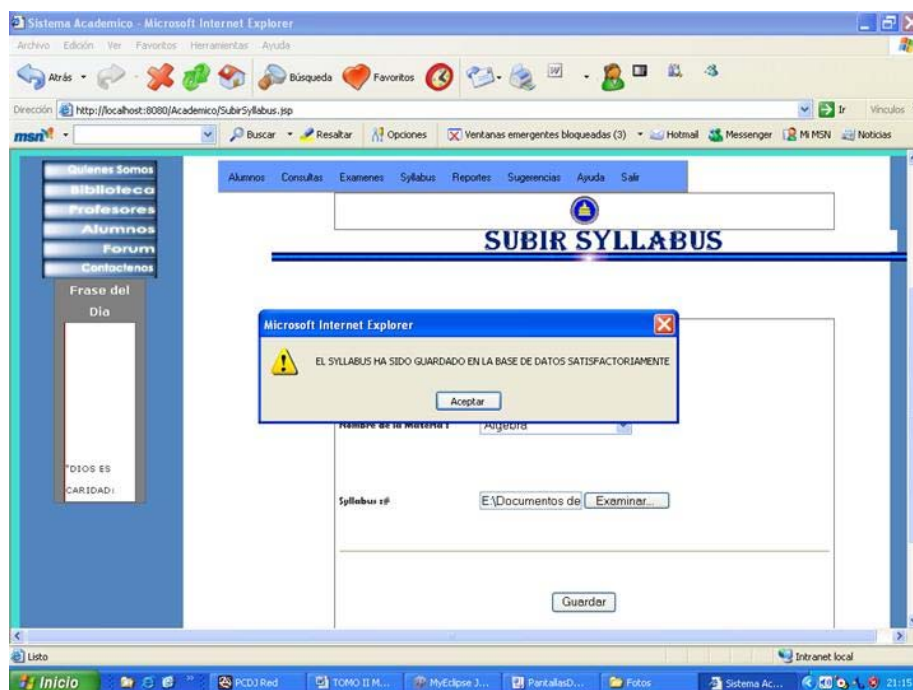 Sistema Academico - Microsoft Internet Explorer
Archivo Edición Ver Favoritos Herramientas Ayuda
Atrás Búsqueda Favoritos
Dirección http://localhost:8080/Academico/SubirSyllabus.jsp Ir Vínculos
msn Buscar Resaltar Opciones Ventanas emergentes bloqueadas (3) Hotmail Messenger Mi MSN Noticias
Quienes Somos
Biblioteca
Profesores
Alumnos
Forum
Contactenos
Frase del
Dia
"DIOS ES
CARIDAD:
Alumnos Consultas Examenes Syllabus Reportes Sugerencias Ayuda Salir
SUBIR SYLLABUS
Microsoft Internet Explorer
EL SYLLABUS HA SIDO GUARDADO EN LA BASE DE DATOS SATISFACTORIAMENTE
Aceptar
Nombre de la Materia : Algebra
Syllabus :# E:\Documentos de Examinar...
Guardar
Listo Intranet local
Inicio PCDJ Red TOMO II M... MyEclipse J... PantallasD... Fotos Sistema Ac... 21:15